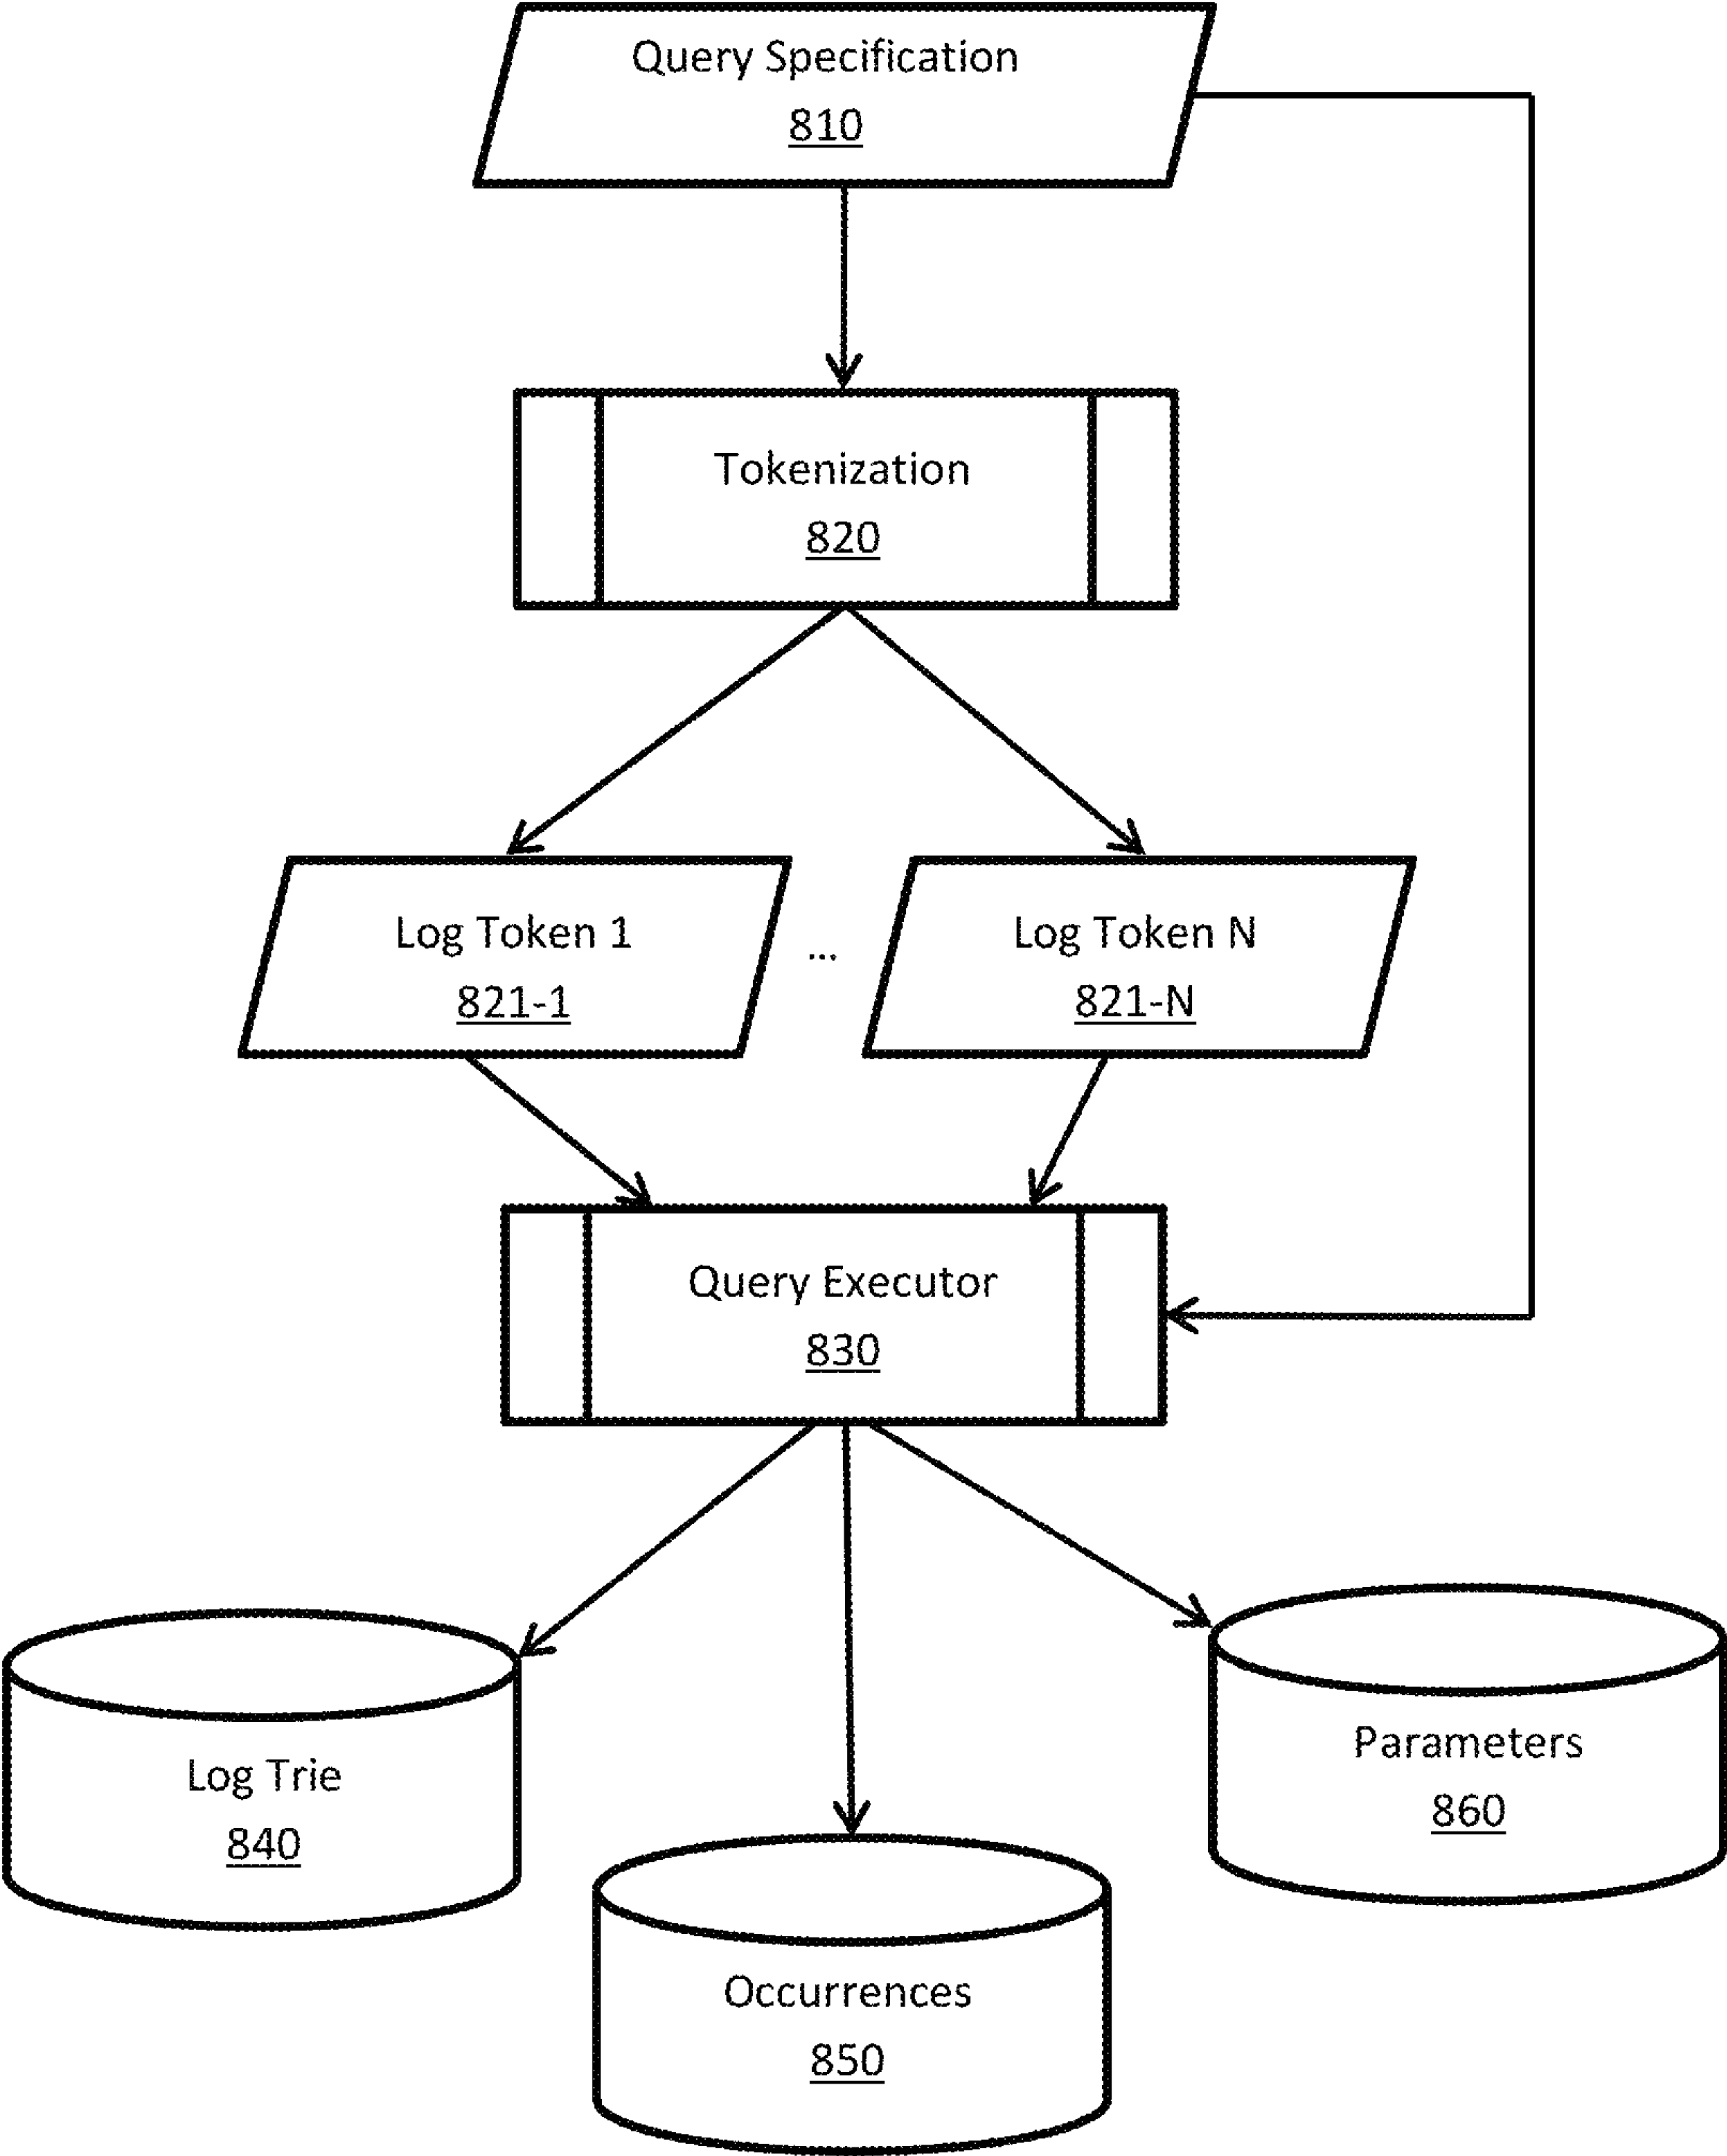 Query Specification
810
Tokenization
820
Log Token 1
821-1
...
Log Token N
821-N
Query Executor
830
Log Trie
840
Occurrences
850
Parameters
860